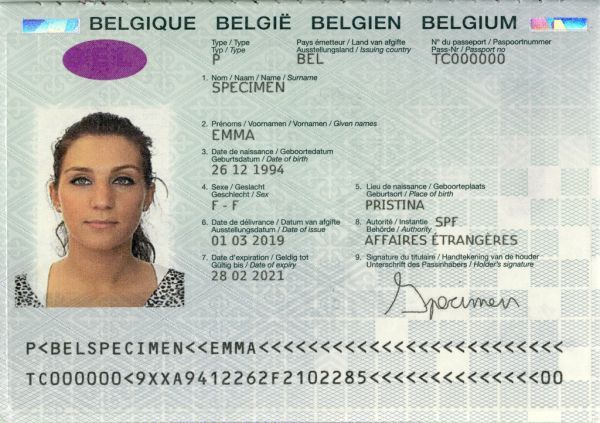 BELGIQUE BELGIË BELGIEN BELGIUM
Type / Type Pays émetteur / Land van afgifte N° du passeport / Paspoortnummer
Typ / Type Ausstellungsland / Issuing country Pass-Nr / Passport no
P BEL TC000000
1. Nom / Naam / Name / Surname
SPECIMEN
2. Prénoms / Voornamen / Vornamen / Given names
EMMA
3. Date de naissance / Geboortedatum
Geburtsdatum / Date of birth
26 12 1994
4. Sexe / Geslacht 5. Lieu de naissance / Geboorteplaats
Geschlecht / Sex Geburtsort / Place of birth
F - F PRISTINA
6. Date de délivrance / Datum van afgifte 8. Autorité / Instantie SPF
Ausstellungsdatum / Date of issue Behörde / Authority
01 03 2019 AFFAIRES ÉTRANGÈRES
7. Date d'expiration / Geldig tot 9. Signature du titulaire / Handtekening van de houder
Gültig bis / Date of expiry Unterschrift des Passinhabers / Holder's signature
28 02 2021
Specimen
P<BELSPECIMEN<<EMMA<<<<<<<<<<<<<<<<<<<<<<<<<
TC000000<9XXA9412262F2102285<<<<<<<<<<<<<<00